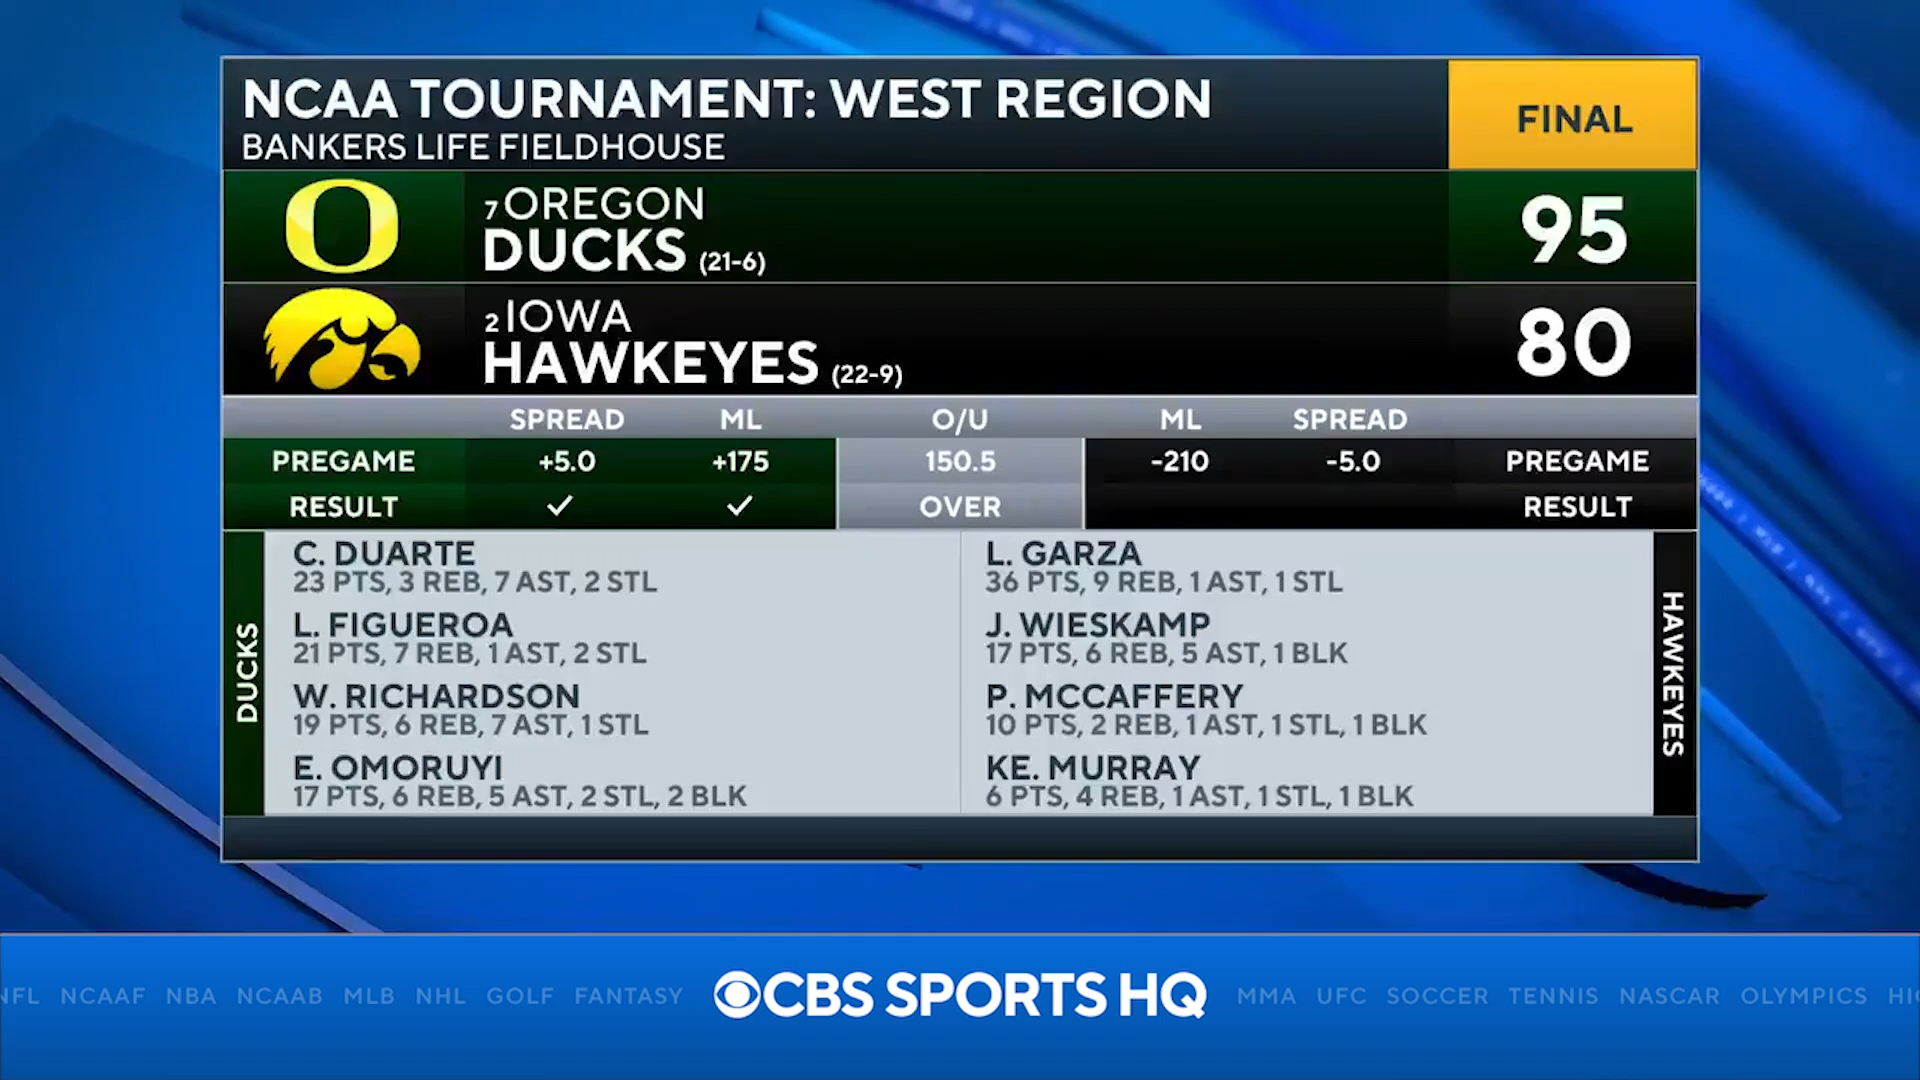 NCAA TOURNAMENT: WEST REGION
BANKERS LIFE FIELDHOUSE
FINAL
7 OREGON
DUCKS (21-6)
95
2 IOWA
HAWKEYES (22-9)
80
SPREAD ML O/U ML SPREAD
PREGAME +5.0 +175 150.5 -210 -5.0 PREGAME
RESULT ✓ ✓ OVER RESULT
DUCKS
C. DUARTE
23 PTS, 3 REB, 7 AST, 2 STL
L. FIGUEROA
21 PTS, 7 REB, 1 AST, 2 STL
W. RICHARDSON
19 PTS, 6 REB, 7 AST, 1 STL
E. OMORUYI
17 PTS, 6 REB, 5 AST, 2 STL, 2 BLK
L. GARZA
36 PTS, 9 REB, 1 AST, 1 STL
J. WIESKAMP
17 PTS, 6 REB, 5 AST, 1 BLK
P. MCCAFFERY
10 PTS, 2 REB, 1 AST, 1 STL, 1 BLK
KE. MURRAY
6 PTS, 4 REB, 1 AST, 1 STL, 1 BLK
HAWKEYES
NFL NCAAF NBA NCAAB MLB NHL GOLF FANTASY CBS SPORTS HQ MMA UFC SOCCER TENNIS NASCAR OLYMPICS